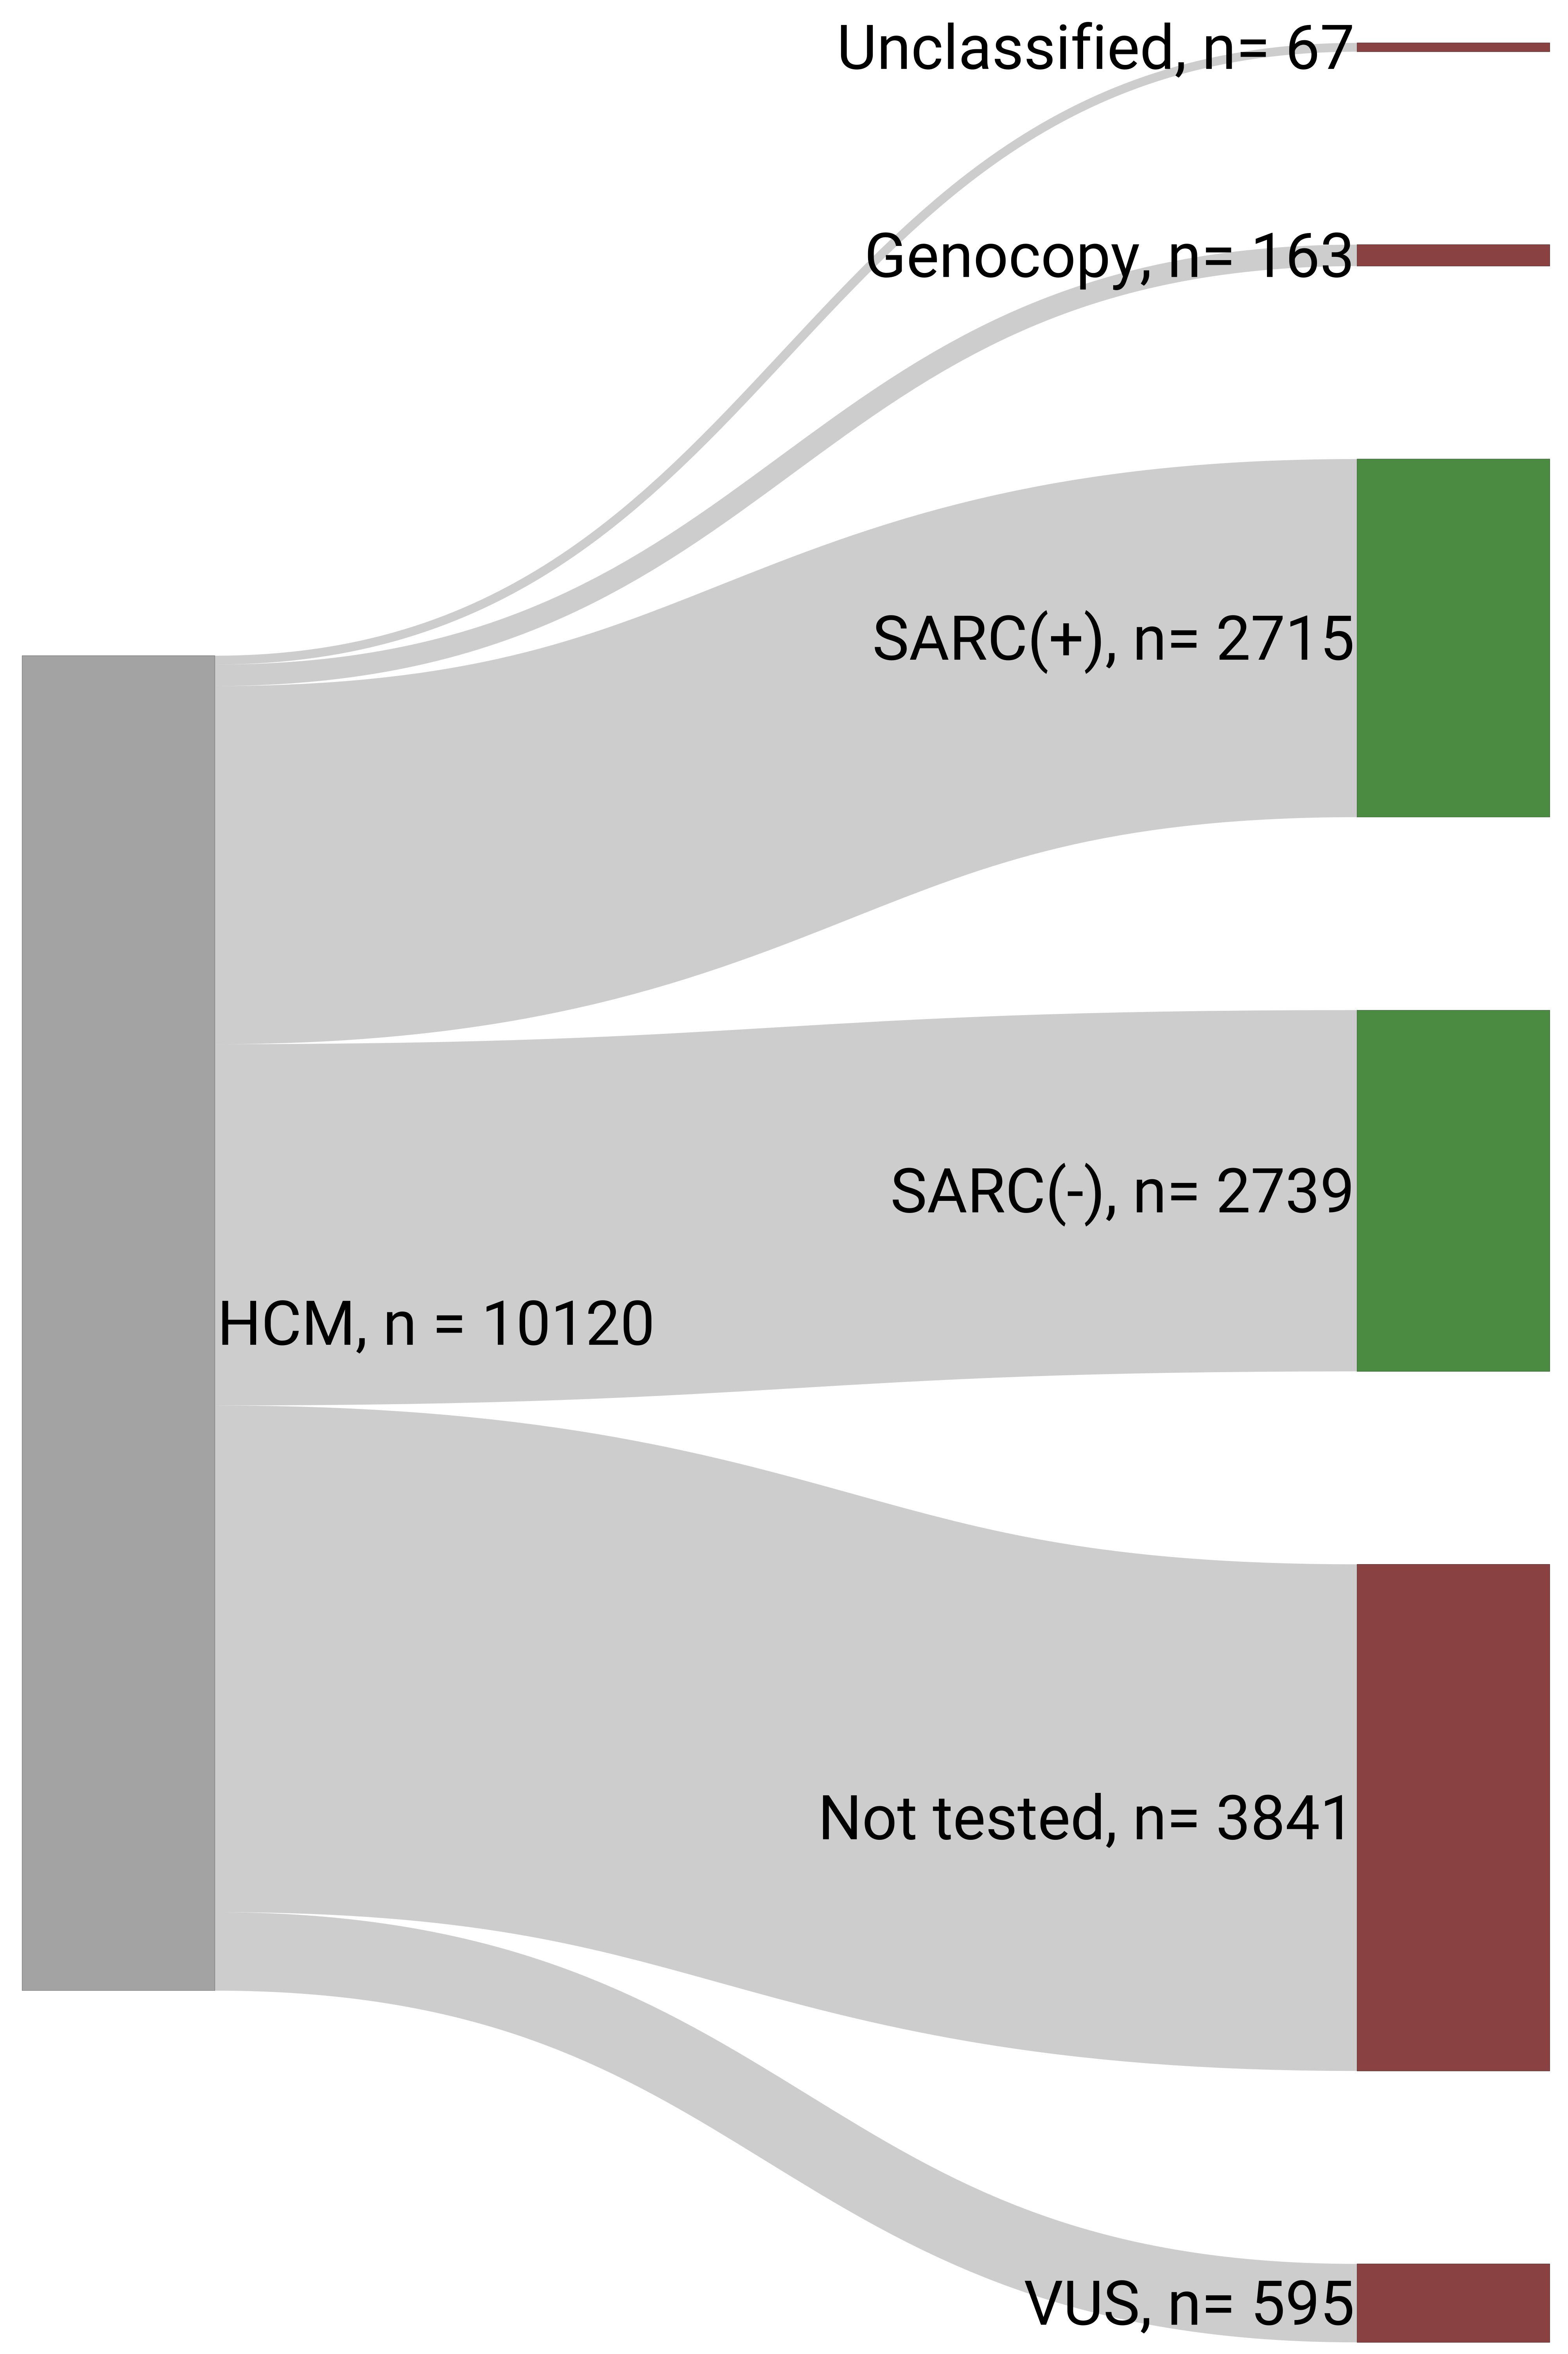 Unclassified, n= 67
Genocopy, n= 163
SARC(+), n= 2715
SARC(-), n= 2739
HCM, n = 10120
Not tested, n= 3841
VUS, n= 595